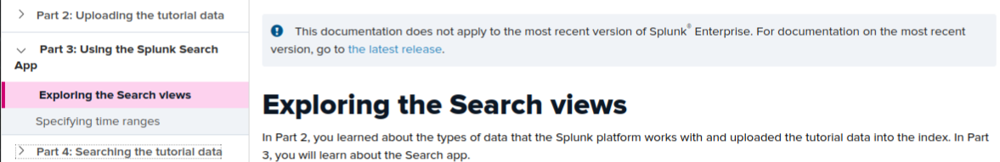 Part 2: Uploading the tutorial data
Part 3: Using the Splunk Search
App
Exploring the Search views
Specifying time ranges
Part 4: Searching the tutorial data
This documentation does not apply to the most recent version of Splunk® Enterprise. For documentation on the most recent
version, go to the latest release.
Exploring the Search views
In Part 2, you learned about the types of data that the Splunk platform works with and uploaded the tutorial data into the index. In Part
3, you will learn about the Search app.